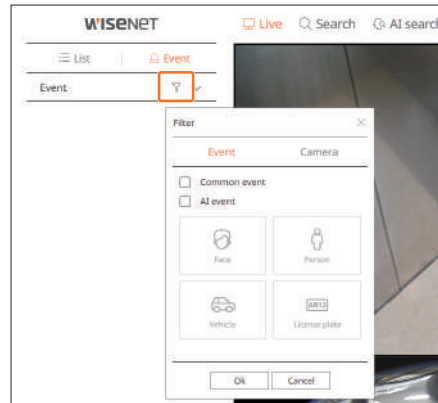 WISENET
Live Search AI search
List Event
Event
Filter
Event Camera
Common event
AI event
Face Person
AB12
Vehicle License plate
Ok Cancel